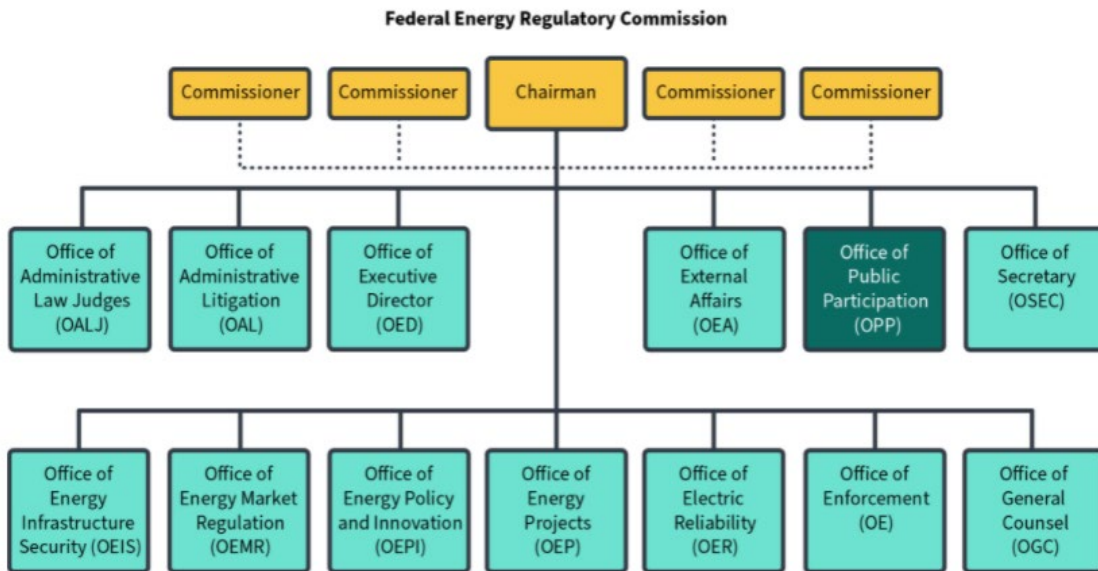 Federal Energy Regulatory Commission
Commissioner
Commissioner
Chairman
Commissioner
Commissioner
Office of
Administrative
Law Judges
(OALJ)
Office of
Administrative
Litigation
(OAL)
Office of
Executive
Director
(OED)
Office of
External
Affairs
(OEA)
Office of
Public
Participation
(OPP)
Office of
Secretary
(OSEC)
Office of
Energy
Infrastructure
Security (OEIS)
Office of
Energy Market
Regulation
(OEMR)
Office of
Energy Policy
and Innovation
(OEPI)
Office of
Energy
Projects
(OEP)
Office of
Electric
Reliability
(OER)
Office of
Enforcement
(OE)
Office of
General
Counsel
(OGC)